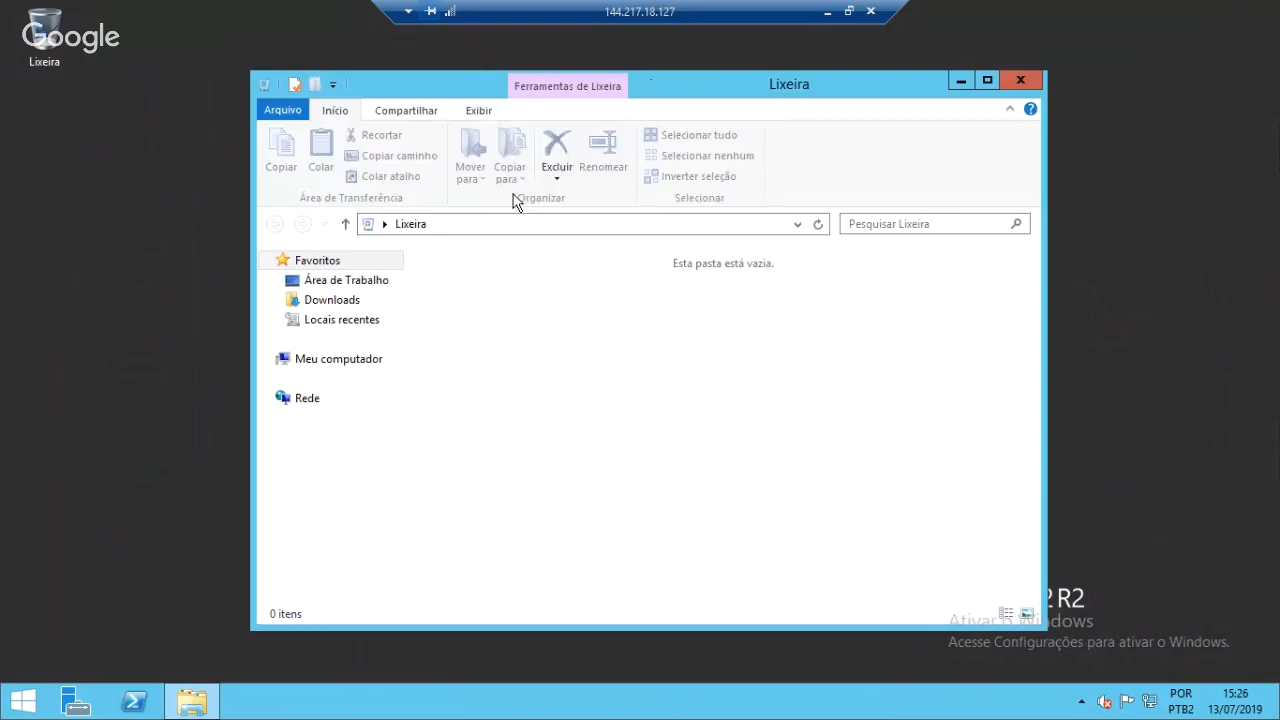 144.217.18.127
Google
Lixeira
Ferramentas de Lixeira
Lixeira
Arquivo
Início
Compartilhar
Exibir
Copiar
Colar
Recortar
Copiar caminho
Colar atalho
Área de Transferência
Mover para
Copiar para
Excluir
Renomear
Organizar
Selecionar tudo
Selecionar nenhum
Inverter seleção
Selecionar
Lixeira
Pesquisar Lixeira
Favoritos
Área de Trabalho
Downloads
Locais recentes
Meu computador
Rede
Esta pasta está vazia.
0 itens
R2
Ativar o Windows
Acesse Configurações para ativar o Windows.
POR
PTB2
15:26
13/07/2019